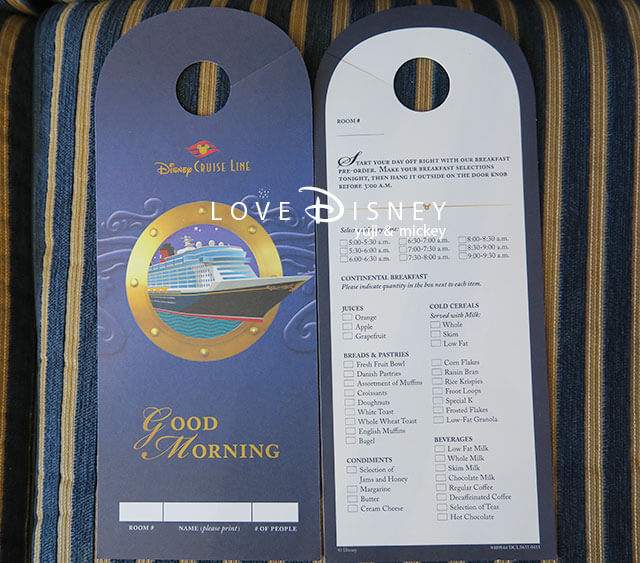 Disney Cruise Line
Good
Morning
ROOM #
NAME (please print)
# OF PEOPLE
LOVE Disney
yuji & mickey
ROOM #
Start your day off right with our breakfast
pre-order. Make your breakfast selections
tonight, then hang it outside on the door knob
before 3:00 a.m.
5:00-5:30 a.m.
5:30-6:00 a.m.
6:00-6:30 a.m.
6:30-7:00 a.m.
7:00-7:30 a.m.
7:30-8:00 a.m.
8:00-8:30 a.m.
8:30-9:00 a.m.
9:00-9:30 a.m.
CONTINENTAL BREAKFAST
Please indicate quantity in the box next to each item.
JUICES
Orange
Apple
Grapefruit
BREADS & PASTRIES
Fresh Fruit Bowl
Danish Pastries
Assortment of Muffins
Croissants
Doughnuts
White Toast
Whole Wheat Toast
English Muffins
Bagel
CONDIMENTS
Selection of
Jams and Honey
Margarine
Butter
Cream Cheese
COLD CEREALS
Served with Milk:
Whole
Skim
Low Fat
Corn Flakes
Raisin Bran
Rice Krispies
Froot Loops
Special K
Frosted Flakes
Low-Fat Granola
BEVERAGES
Low Fat Milk
Whole Milk
Skim Milk
Chocolate Milk
Regular Coffee
Decaffeinated Coffee
Selection of Teas
Hot Chocolate
© Disney